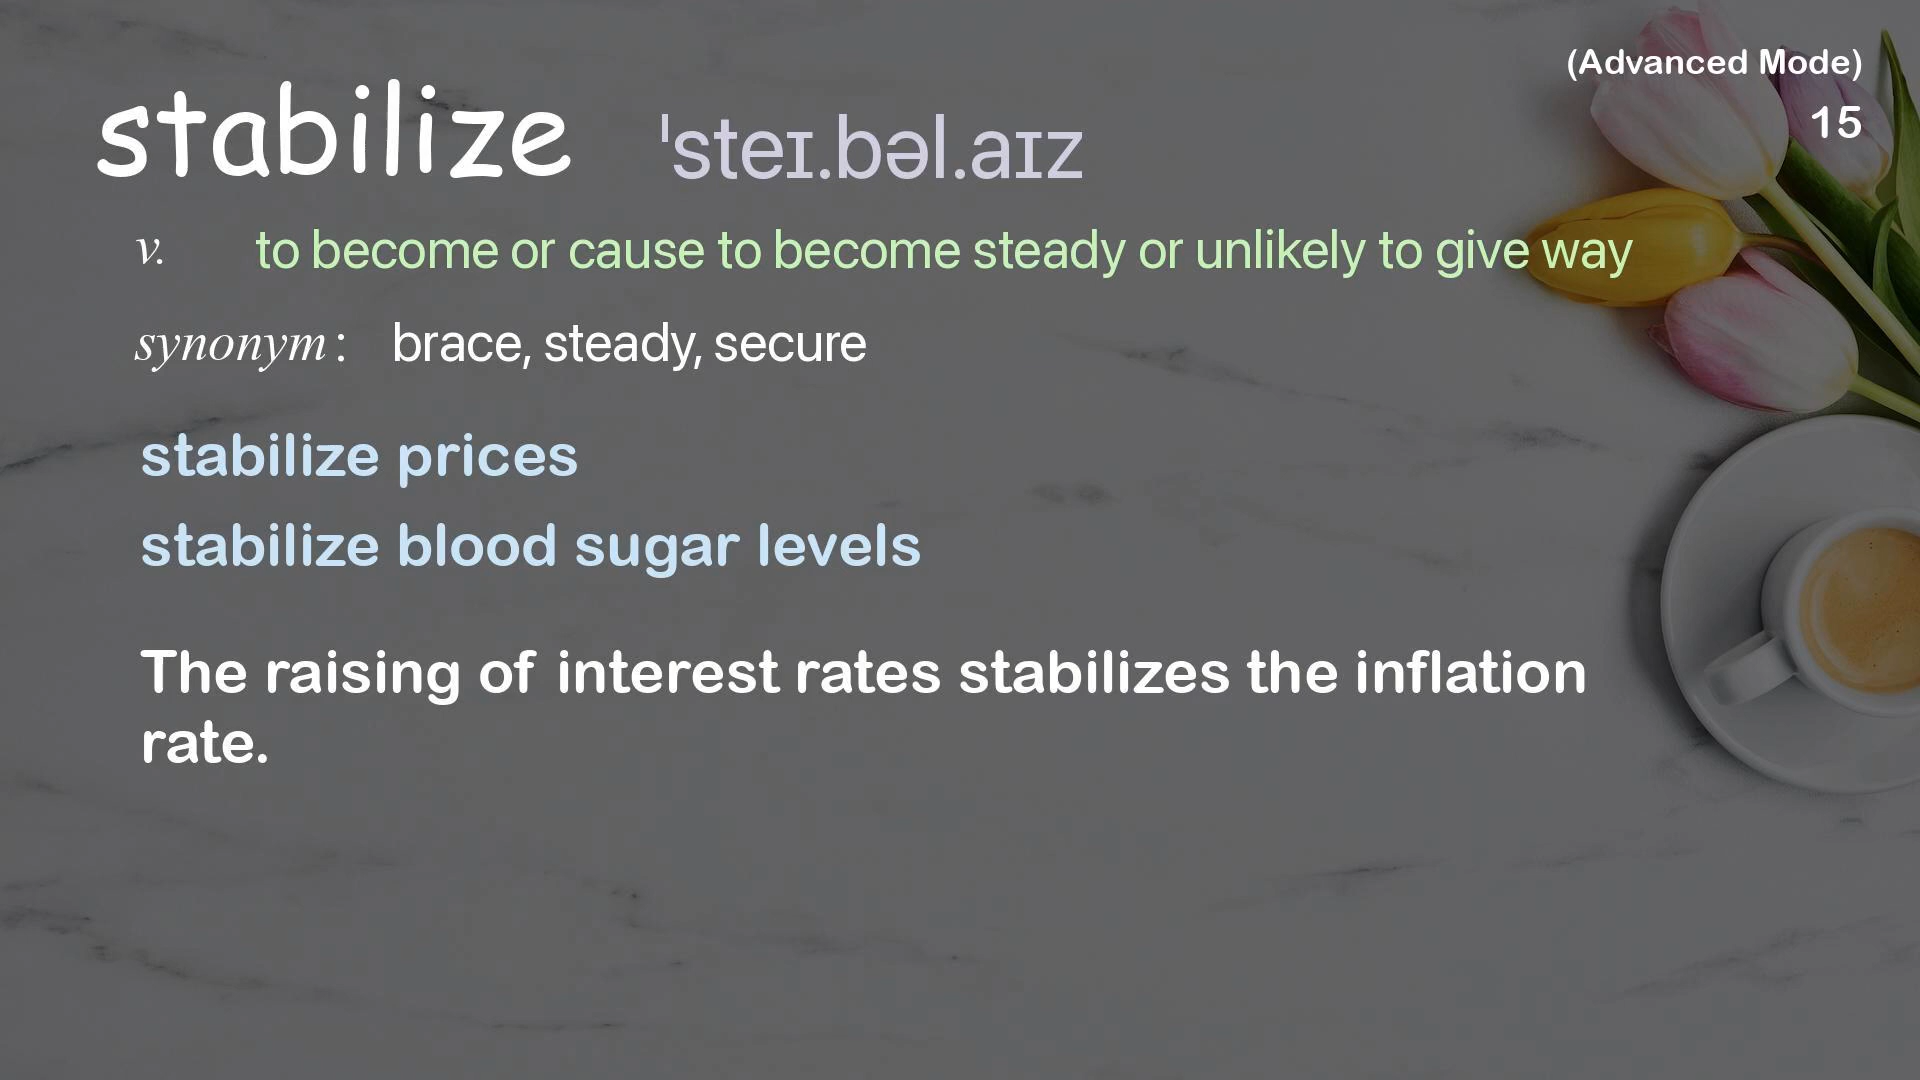 (Advanced Mode)
15
stabilize ˈsteɪ.bəl.aɪz
v. to become or cause to become steady or unlikely to give way
synonym : brace, steady, secure
stabilize prices
stabilize blood sugar levels
The raising of interest rates stabilizes the inflation
rate.